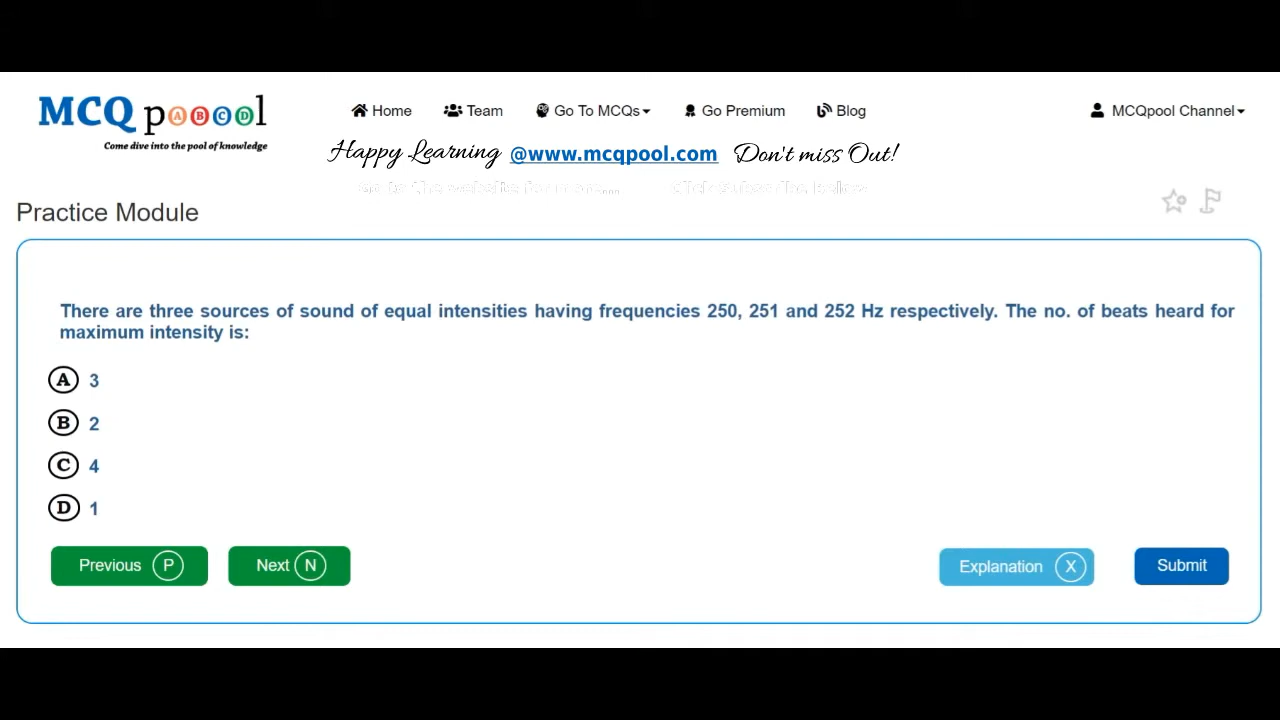 MCQ pABCDl
Come dive into the pool of knowledge
Home Team Go To MCQs Go Premium Blog MCQpool Channel
Happy Learning @www.mcqpool.com Don't miss Out!
Practice Module
There are three sources of sound of equal intensities having frequencies 250, 251 and 252 Hz respectively. The no. of beats heard for
maximum intensity is:
A 3
B 2
C 4
D 1
Previous P Next N Explanation X Submit